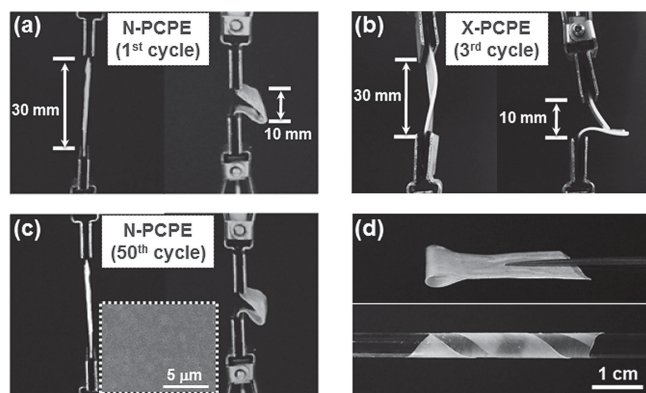 (a)
N-PCPE
(1st cycle)
30 mm
10 mm
(b)
X-PCPE
(3rd cycle)
30 mm
10 mm
(c)
N-PCPE
(50th cycle)
5 μm
(d)
1 cm